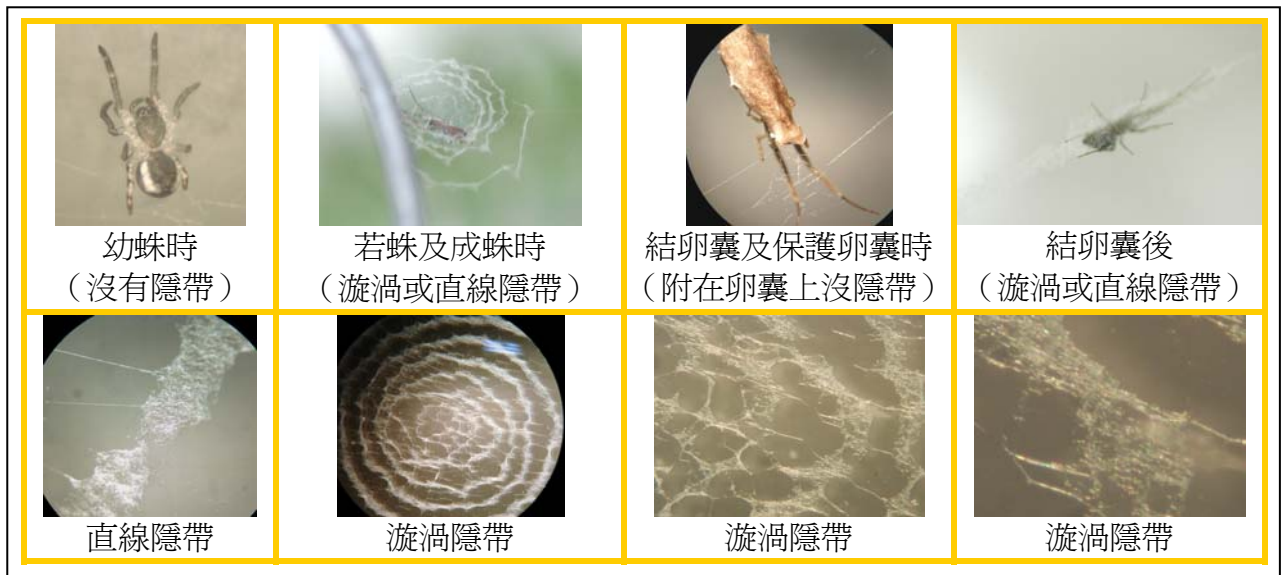 幼蛛時
（沒有隱帶）
若蛛及成蛛時
（漩渦或直線隱帶）
結卵囊及保護卵囊時
（附在卵囊上沒隱帶）
結卵囊後
（漩渦或直線隱帶）
直線隱帶
漩渦隱帶
漩渦隱帶
漩渦隱帶